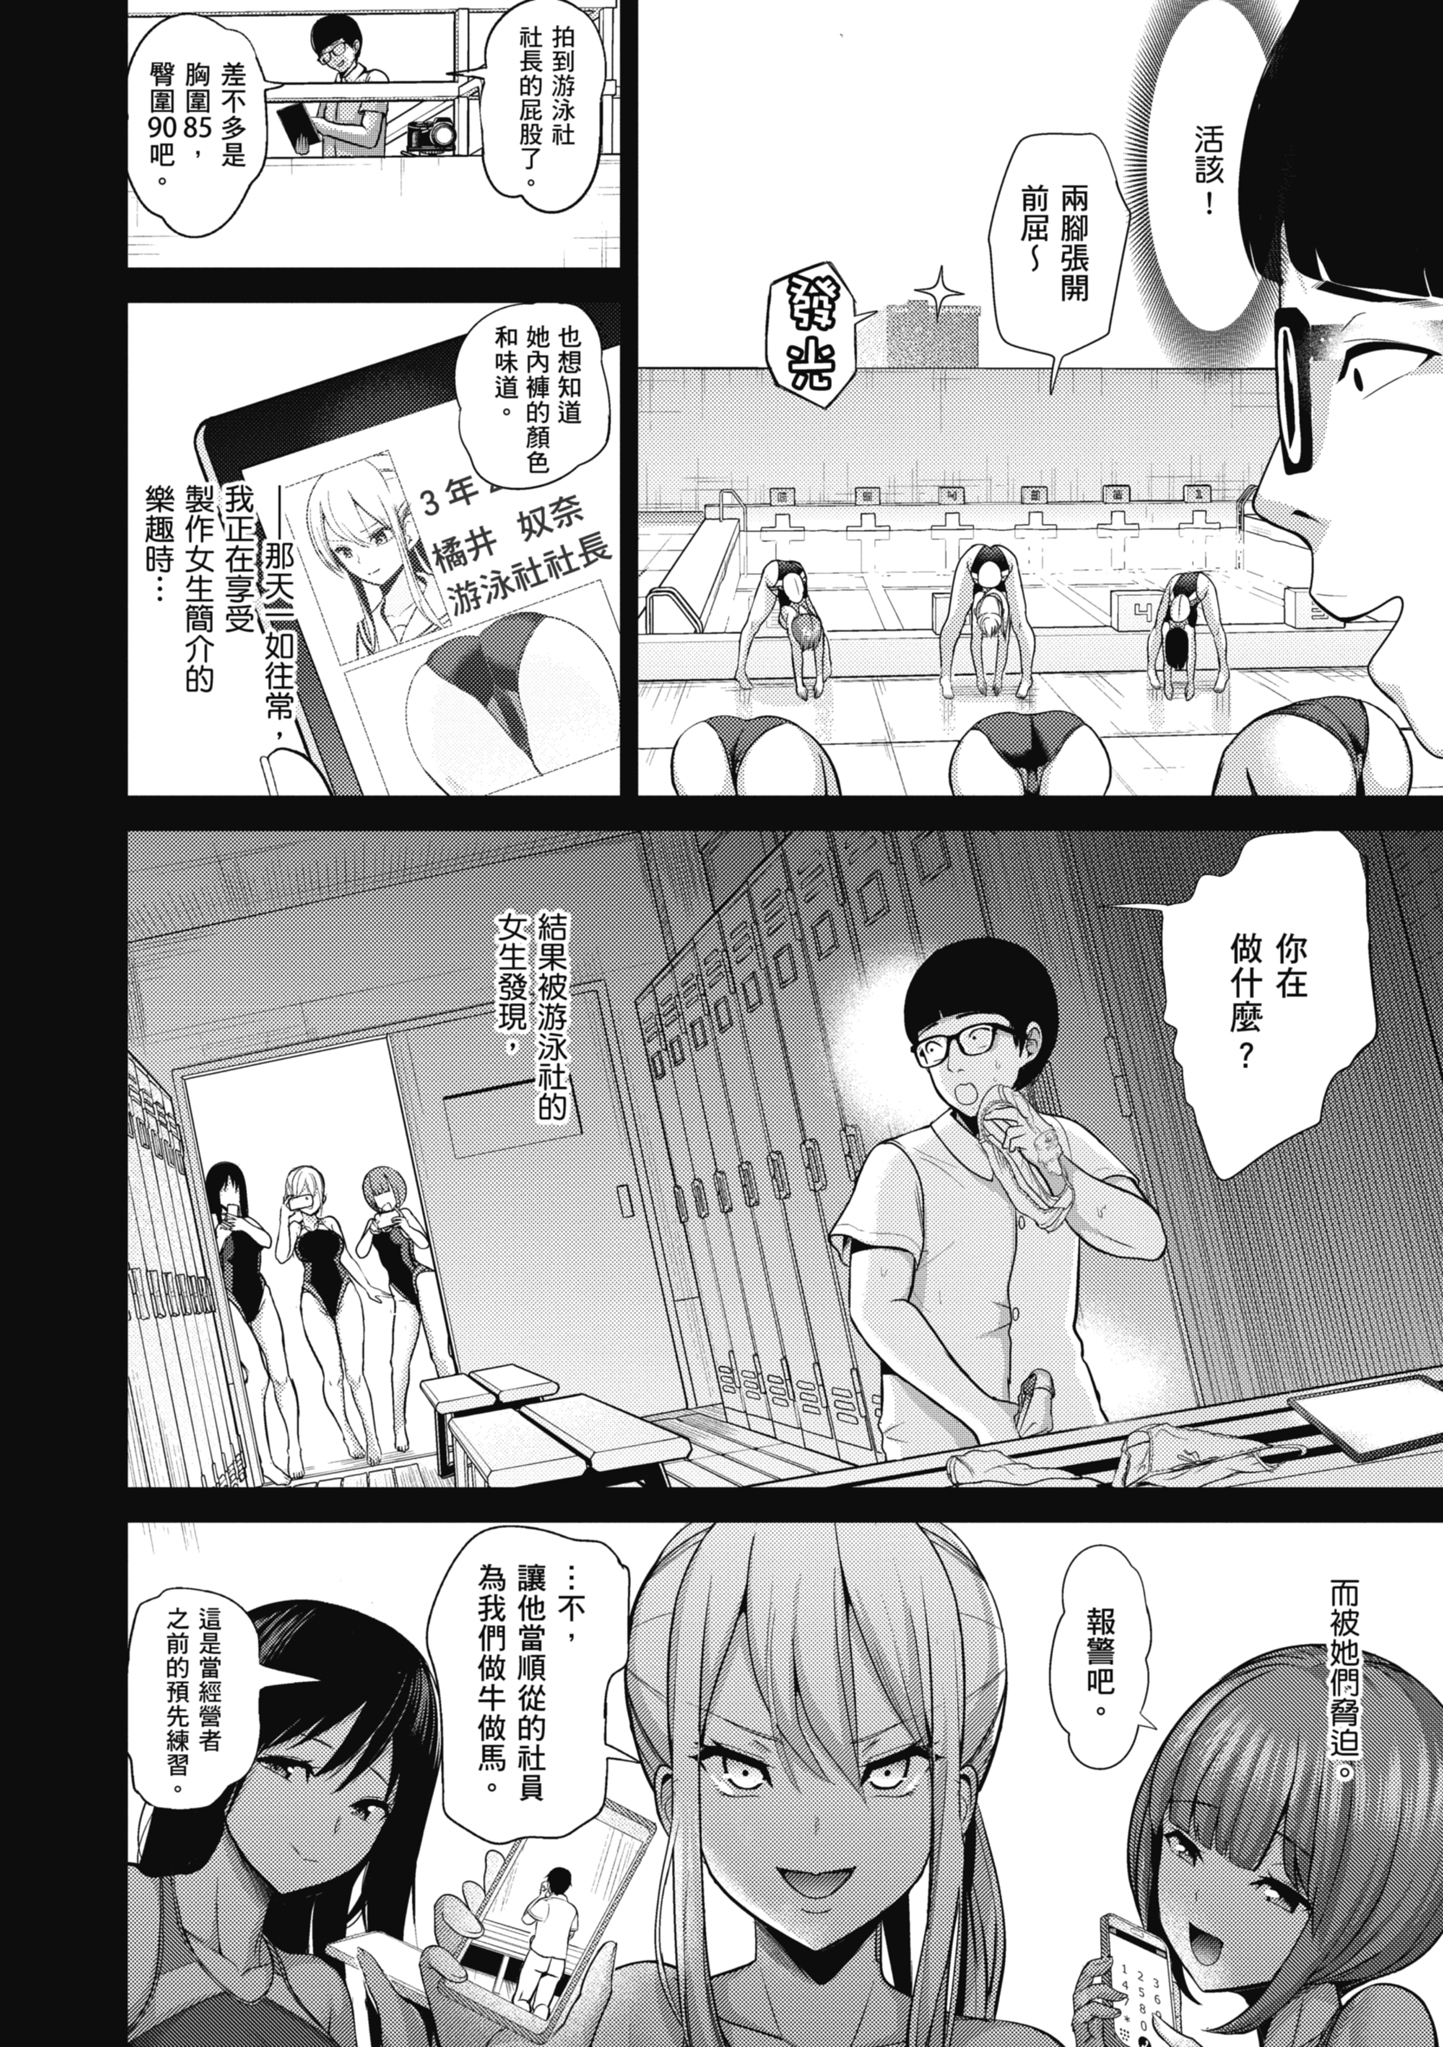 活該！
兩腳張開
前屈～
發光
拍到游泳社
社長的屁股了。
差不多是
胸圍85，
臀圍90吧。
也想知道
她內褲的顏色
和味道。
3年
橘井 奴奈
游泳社社長
──那天一如往常，
我正在享受
製作女生簡介的
樂趣時…
你在
做什麼？
結果被游泳社的
女生發現，
而被她們脅迫。
報警吧。
…不，
讓他當順從的社員
為我們做牛做馬。
這是當經營者
之前的預先練習。